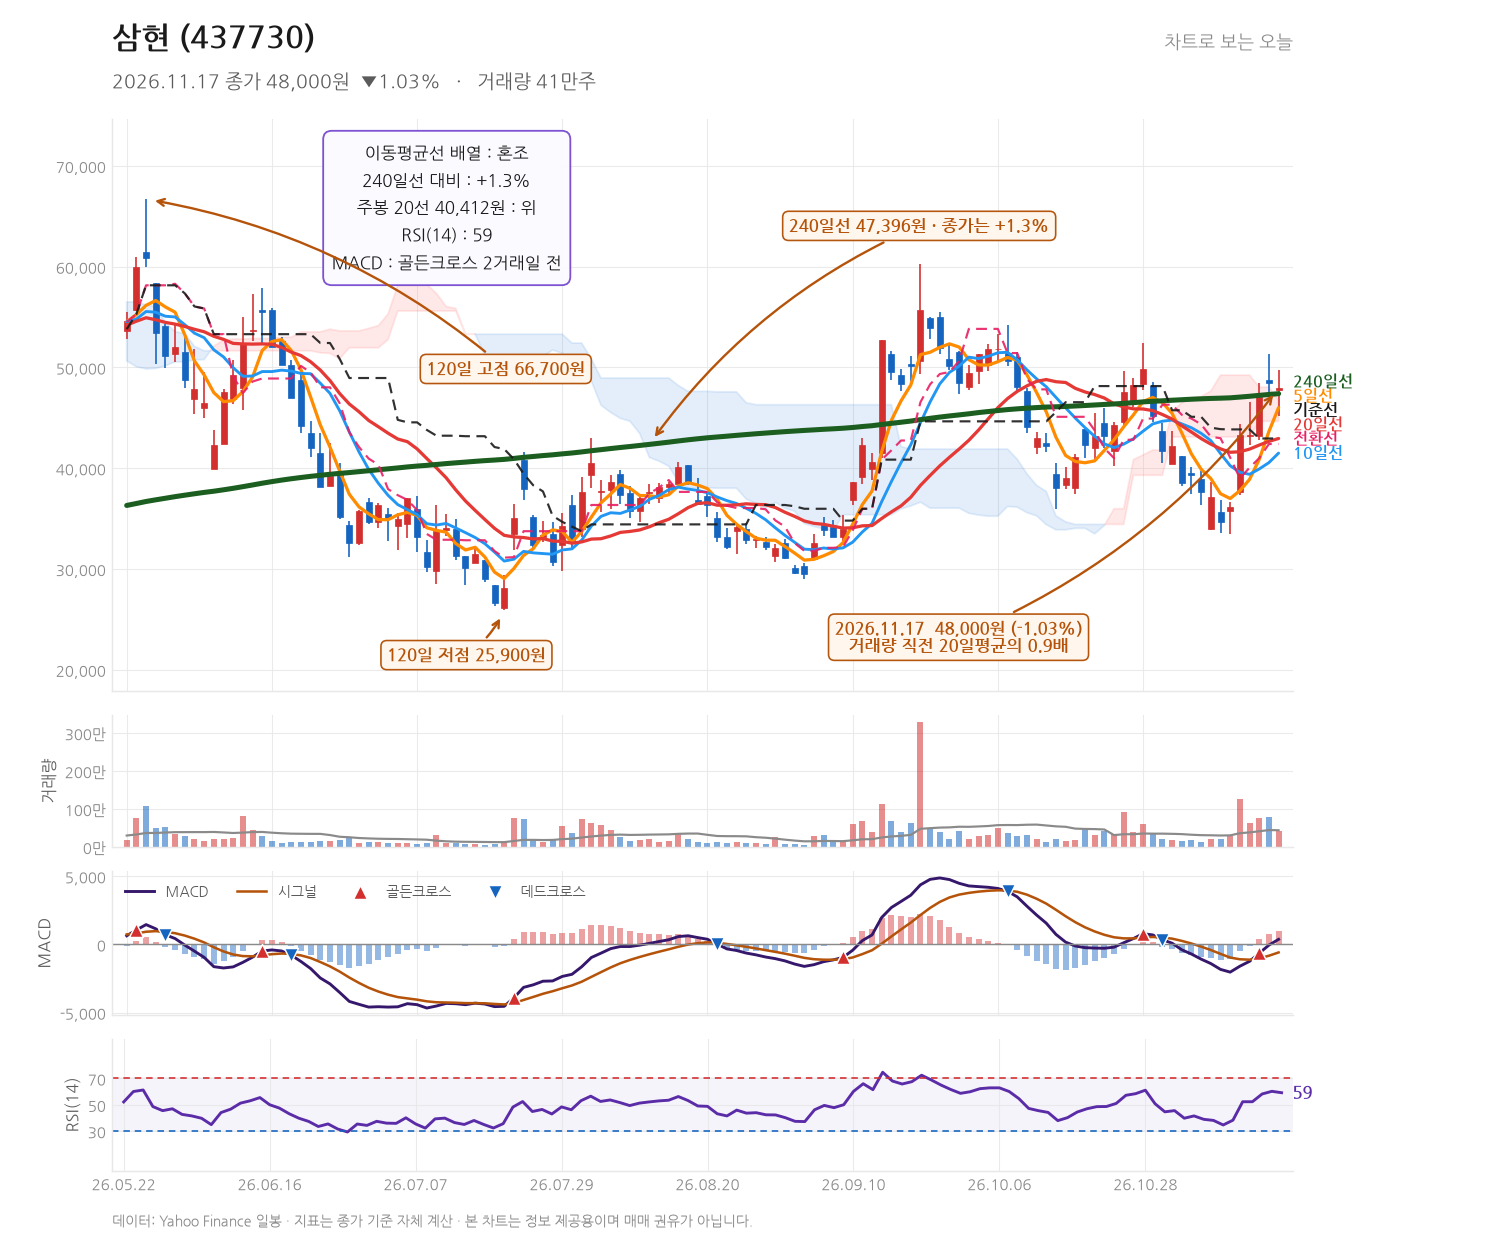 삼현 (437730)
차트로 보는 오늘
2026.11.17 종가 48,000원 ▼1.03% · 거래량 41만주
이동평균선 배열 : 혼조
240일선 대비 : +1.3%
주봉 20선 40,412원 : 위
RSI(14) : 59
MACD : 골든크로스 2거래일 전
240일선 47,396원 · 종가는 +1.3%
120일 고점 66,700원
120일 저점 25,900원
2026.11.17 48,000원 (-1.03%)
거래량 직전 20일평균의 0.9배
70,000
60,000
50,000
40,000
30,000
20,000
240일선
5일선
기준선
20일선
전환선
10일선
거래량
300만
200만
100만
0만
MACD
5,000
0
-5,000
MACD
시그널
골든크로스
데드크로스
RSI(14)
70
50
30
59
26.05.22
26.06.16
26.07.07
26.07.29
26.08.20
26.09.10
26.10.06
26.10.28
데이터: Yahoo Finance 일봉 · 지표는 종가 기준 자체 계산 · 본 차트는 정보 제공용이며 매매 권유가 아닙니다.